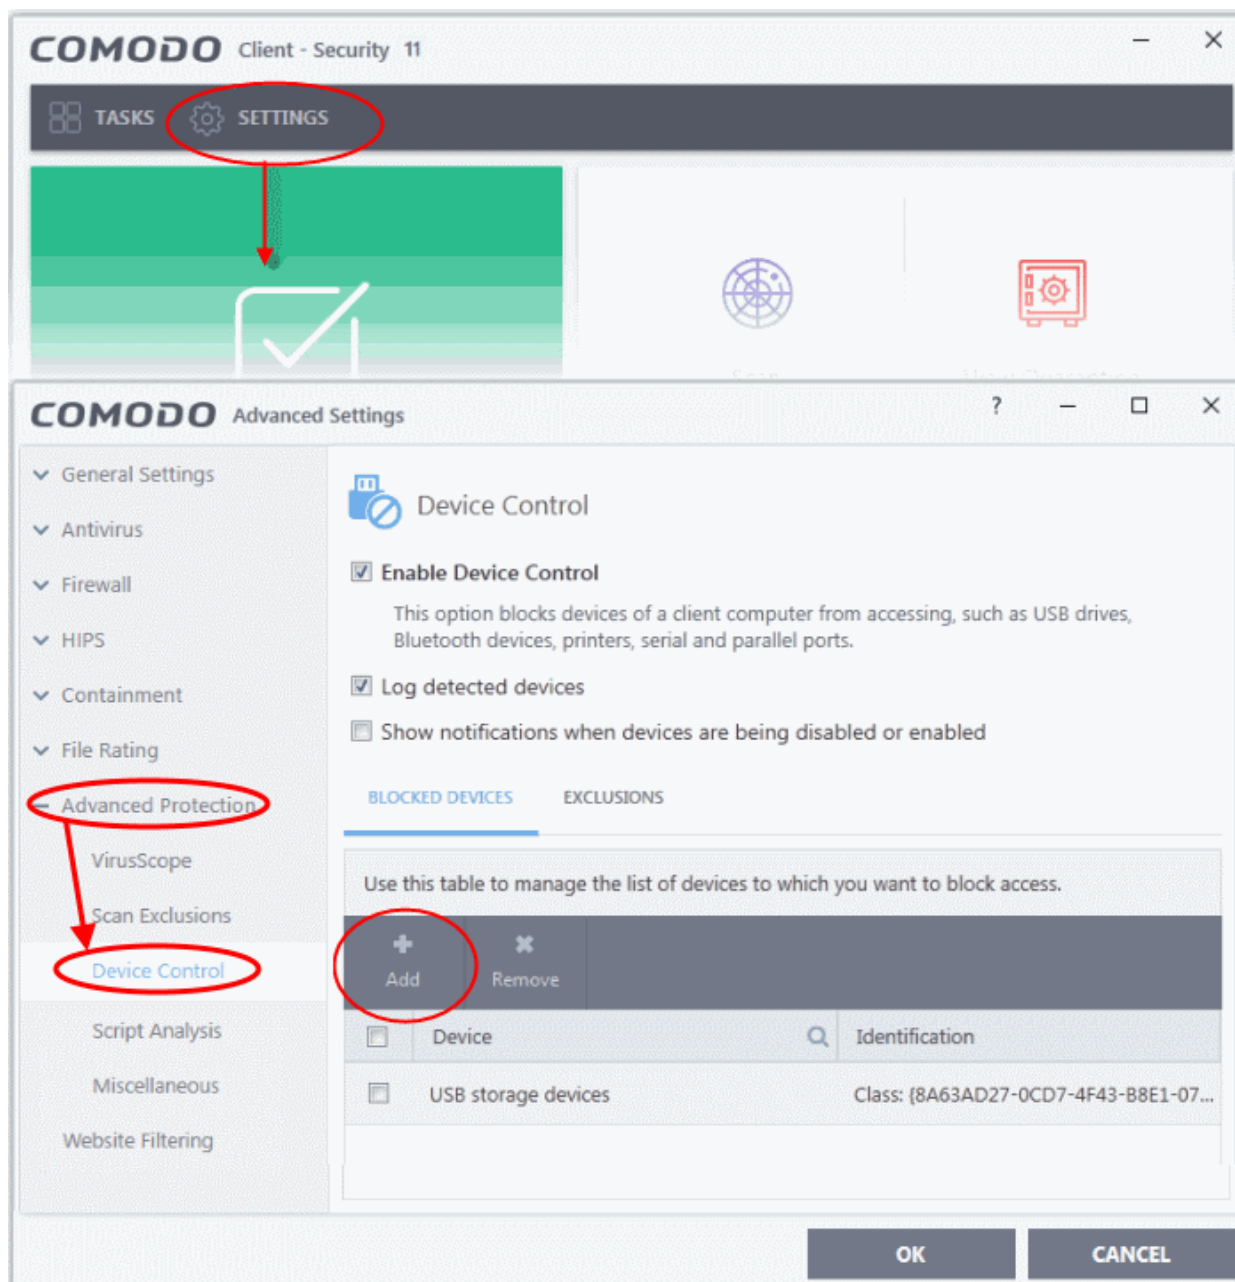 COMODO Client - Security 11
TASKS SETTINGS
Scan View Quarantine
COMODO Advanced Settings ?
General Settings
Antivirus
Firewall
HIPS
Containment
File Rating
Advanced Protection
VirusScope
Scan Exclusions
Device Control
Script Analysis
Miscellaneous
Website Filtering
Device Control
Enable Device Control
This option blocks devices of a client computer from accessing, such as USB drives,
Bluetooth devices, printers, serial and parallel ports.
Log detected devices
Show notifications when devices are being disabled or enabled
BLOCKED DEVICES EXCLUSIONS
Use this table to manage the list of devices to which you want to block access.
Add Remove
Device Identification
USB storage devices Class: {8A63AD27-0CD7-4F43-B8E1-07...
OK CANCEL